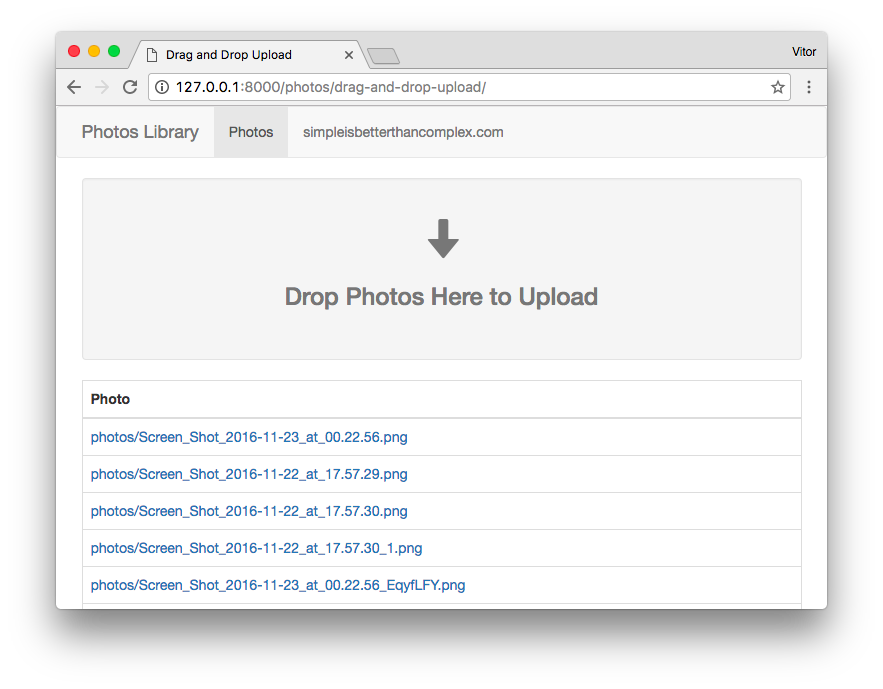 Drag and Drop Upload
Vitor
127.0.0.1:8000/photos/drag-and-drop-upload/
Photos Library Photos simpleisbetterthancomplex.com
Drop Photos Here to Upload
Photo
photos/Screen_Shot_2016-11-23_at_00.22.56.png
photos/Screen_Shot_2016-11-22_at_17.57.29.png
photos/Screen_Shot_2016-11-22_at_17.57.30.png
photos/Screen_Shot_2016-11-22_at_17.57.30_1.png
photos/Screen_Shot_2016-11-23_at_00.22.56_EqyfLFY.png